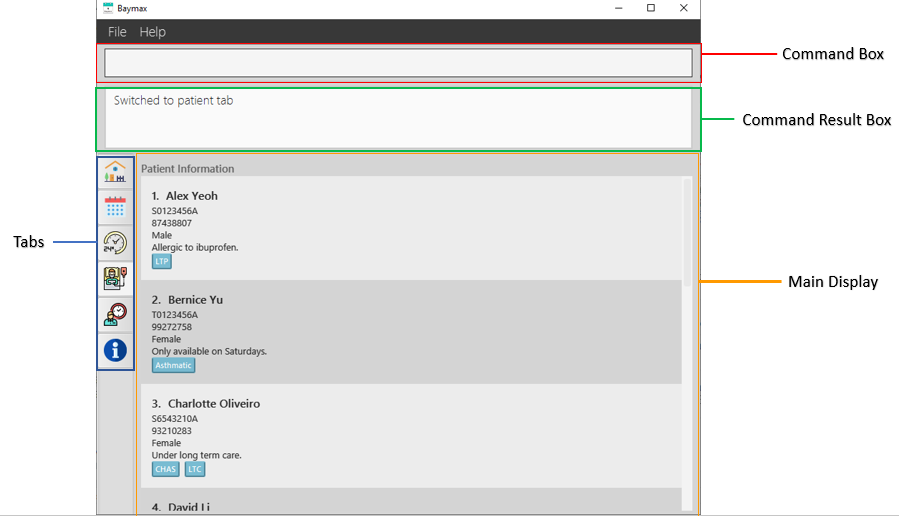 Baymax
File Help
Command Box
Switched to patient tab
Command Result Box
Patient Information
1. Alex Yeoh
S0123456A
87438807
Male
Allergic to ibuprofen.
LTP
Tabs
24H
Main Display
2. Bernice Yu
T0123456A
99272758
Female
Only available on Saturdays.
Asthmatic
3. Charlotte Oliveiro
S6543210A
93210283
Female
Under long term care.
CHAS LTC
4. David Li